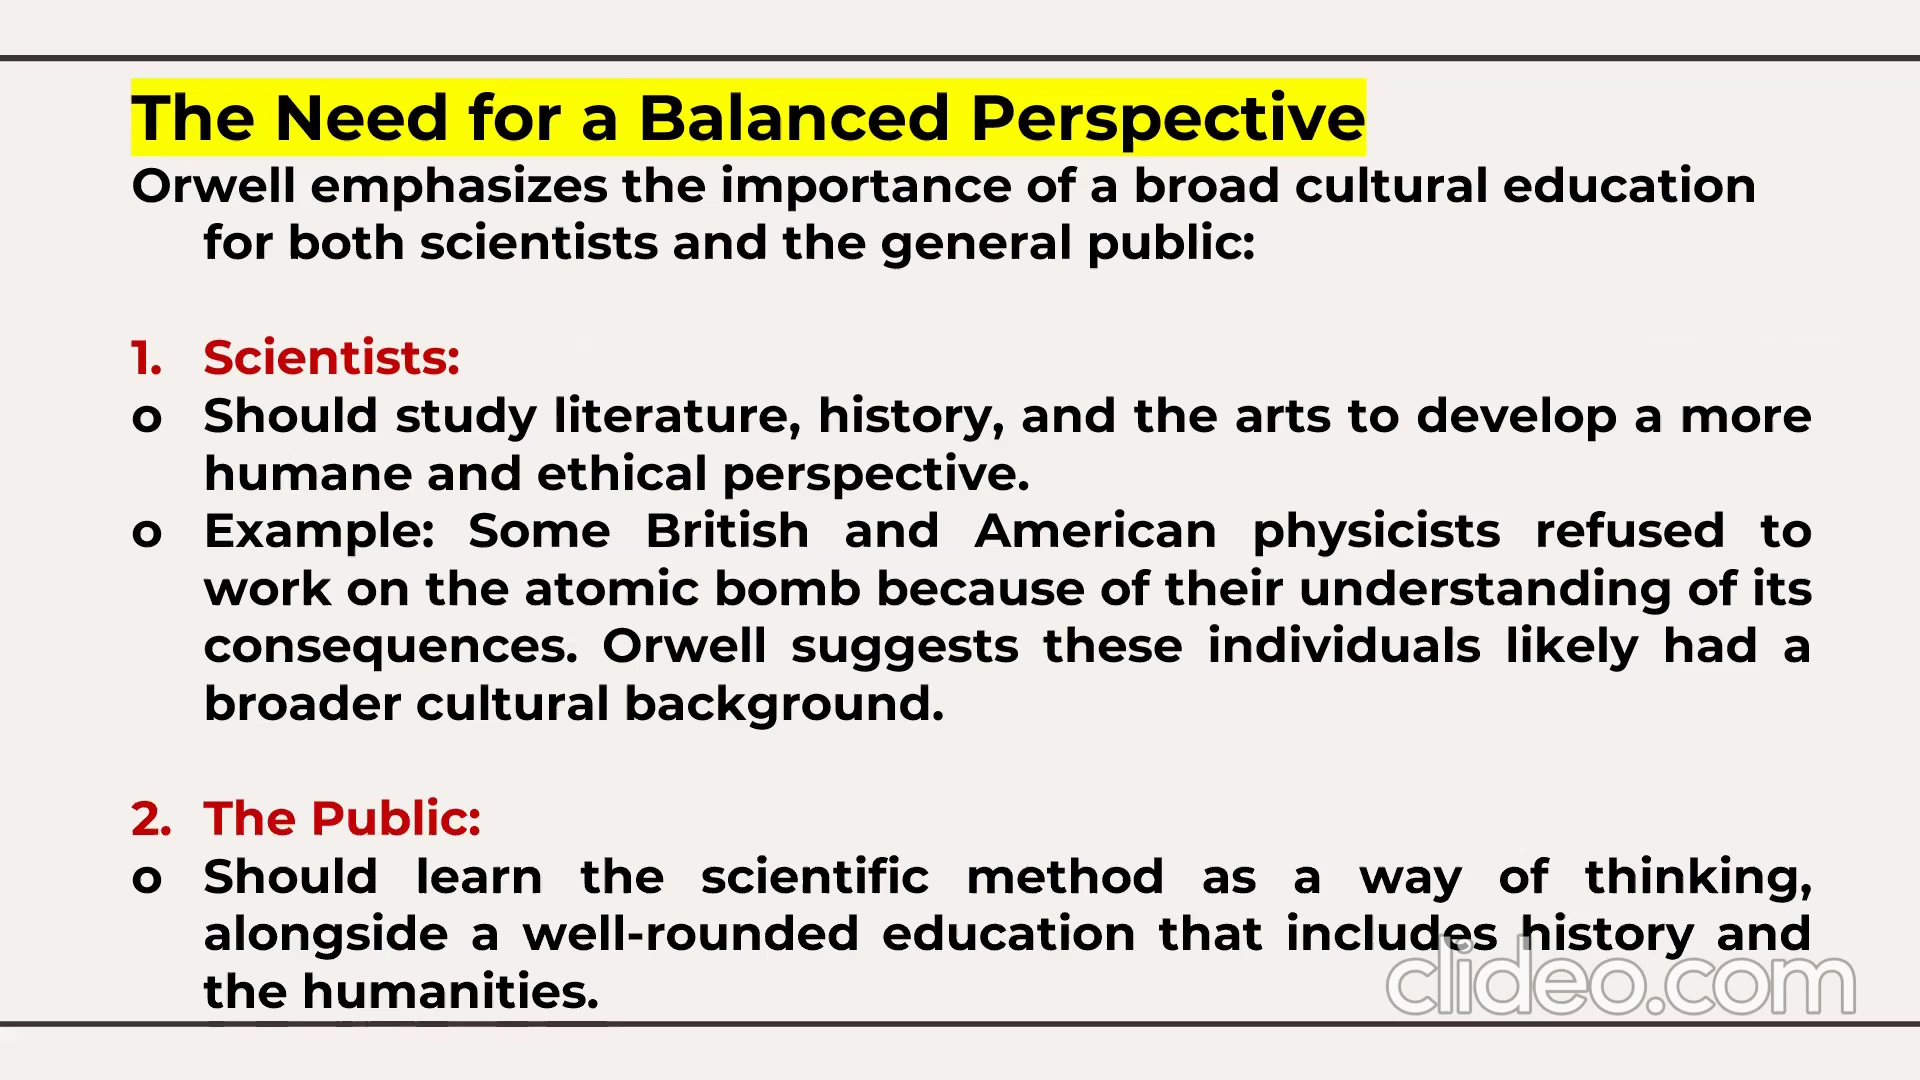 The Need for a Balanced Perspective
Orwell emphasizes the importance of a broad cultural education
for both scientists and the general public:
1. Scientists:
o Should study literature, history, and the arts to develop a more
humane and ethical perspective.
o Example: Some British and American physicists refused to
work on the atomic bomb because of their understanding of its
consequences. Orwell suggests these individuals likely had a
broader cultural background.
2. The Public:
o Should learn the scientific method as a way of thinking,
alongside a well-rounded education that includes history and
the humanities.
clideo.com